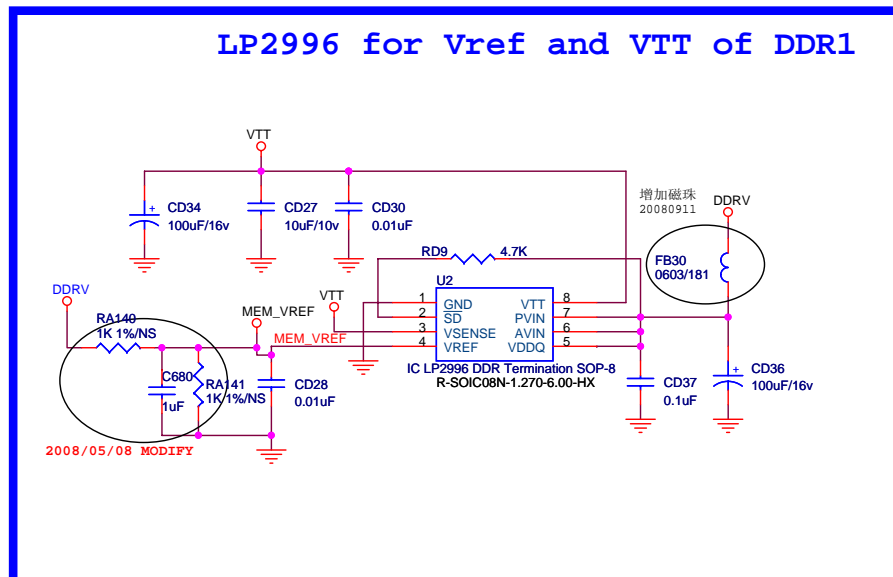 LP2996 for Vref and VTT of DDR1
VTT
CD34
100uF/16v
+
CD27
10uF/10v
CD30
0.01uF
增加磁珠
20080911
DDRV
FB30
0603/181
RD9
4.7K
U2
1
GND
2
SD
3
VSENSE
4
VREF
VTT
8
PVIN
7
AVIN
6
VDDQ
5
IC LP2996 DDR Termination SOP-8
R-SOIC08N-1.270-6.00-HX
DDRV
RA140
1K 1%/NS
MEM_VREF
VTT
MEM_VREF
C680
1uF
RA141
1K 1%/NS
CD28
0.01uF
CD37
0.1uF
+
CD36
100uF/16v
2008/05/08 MODIFY